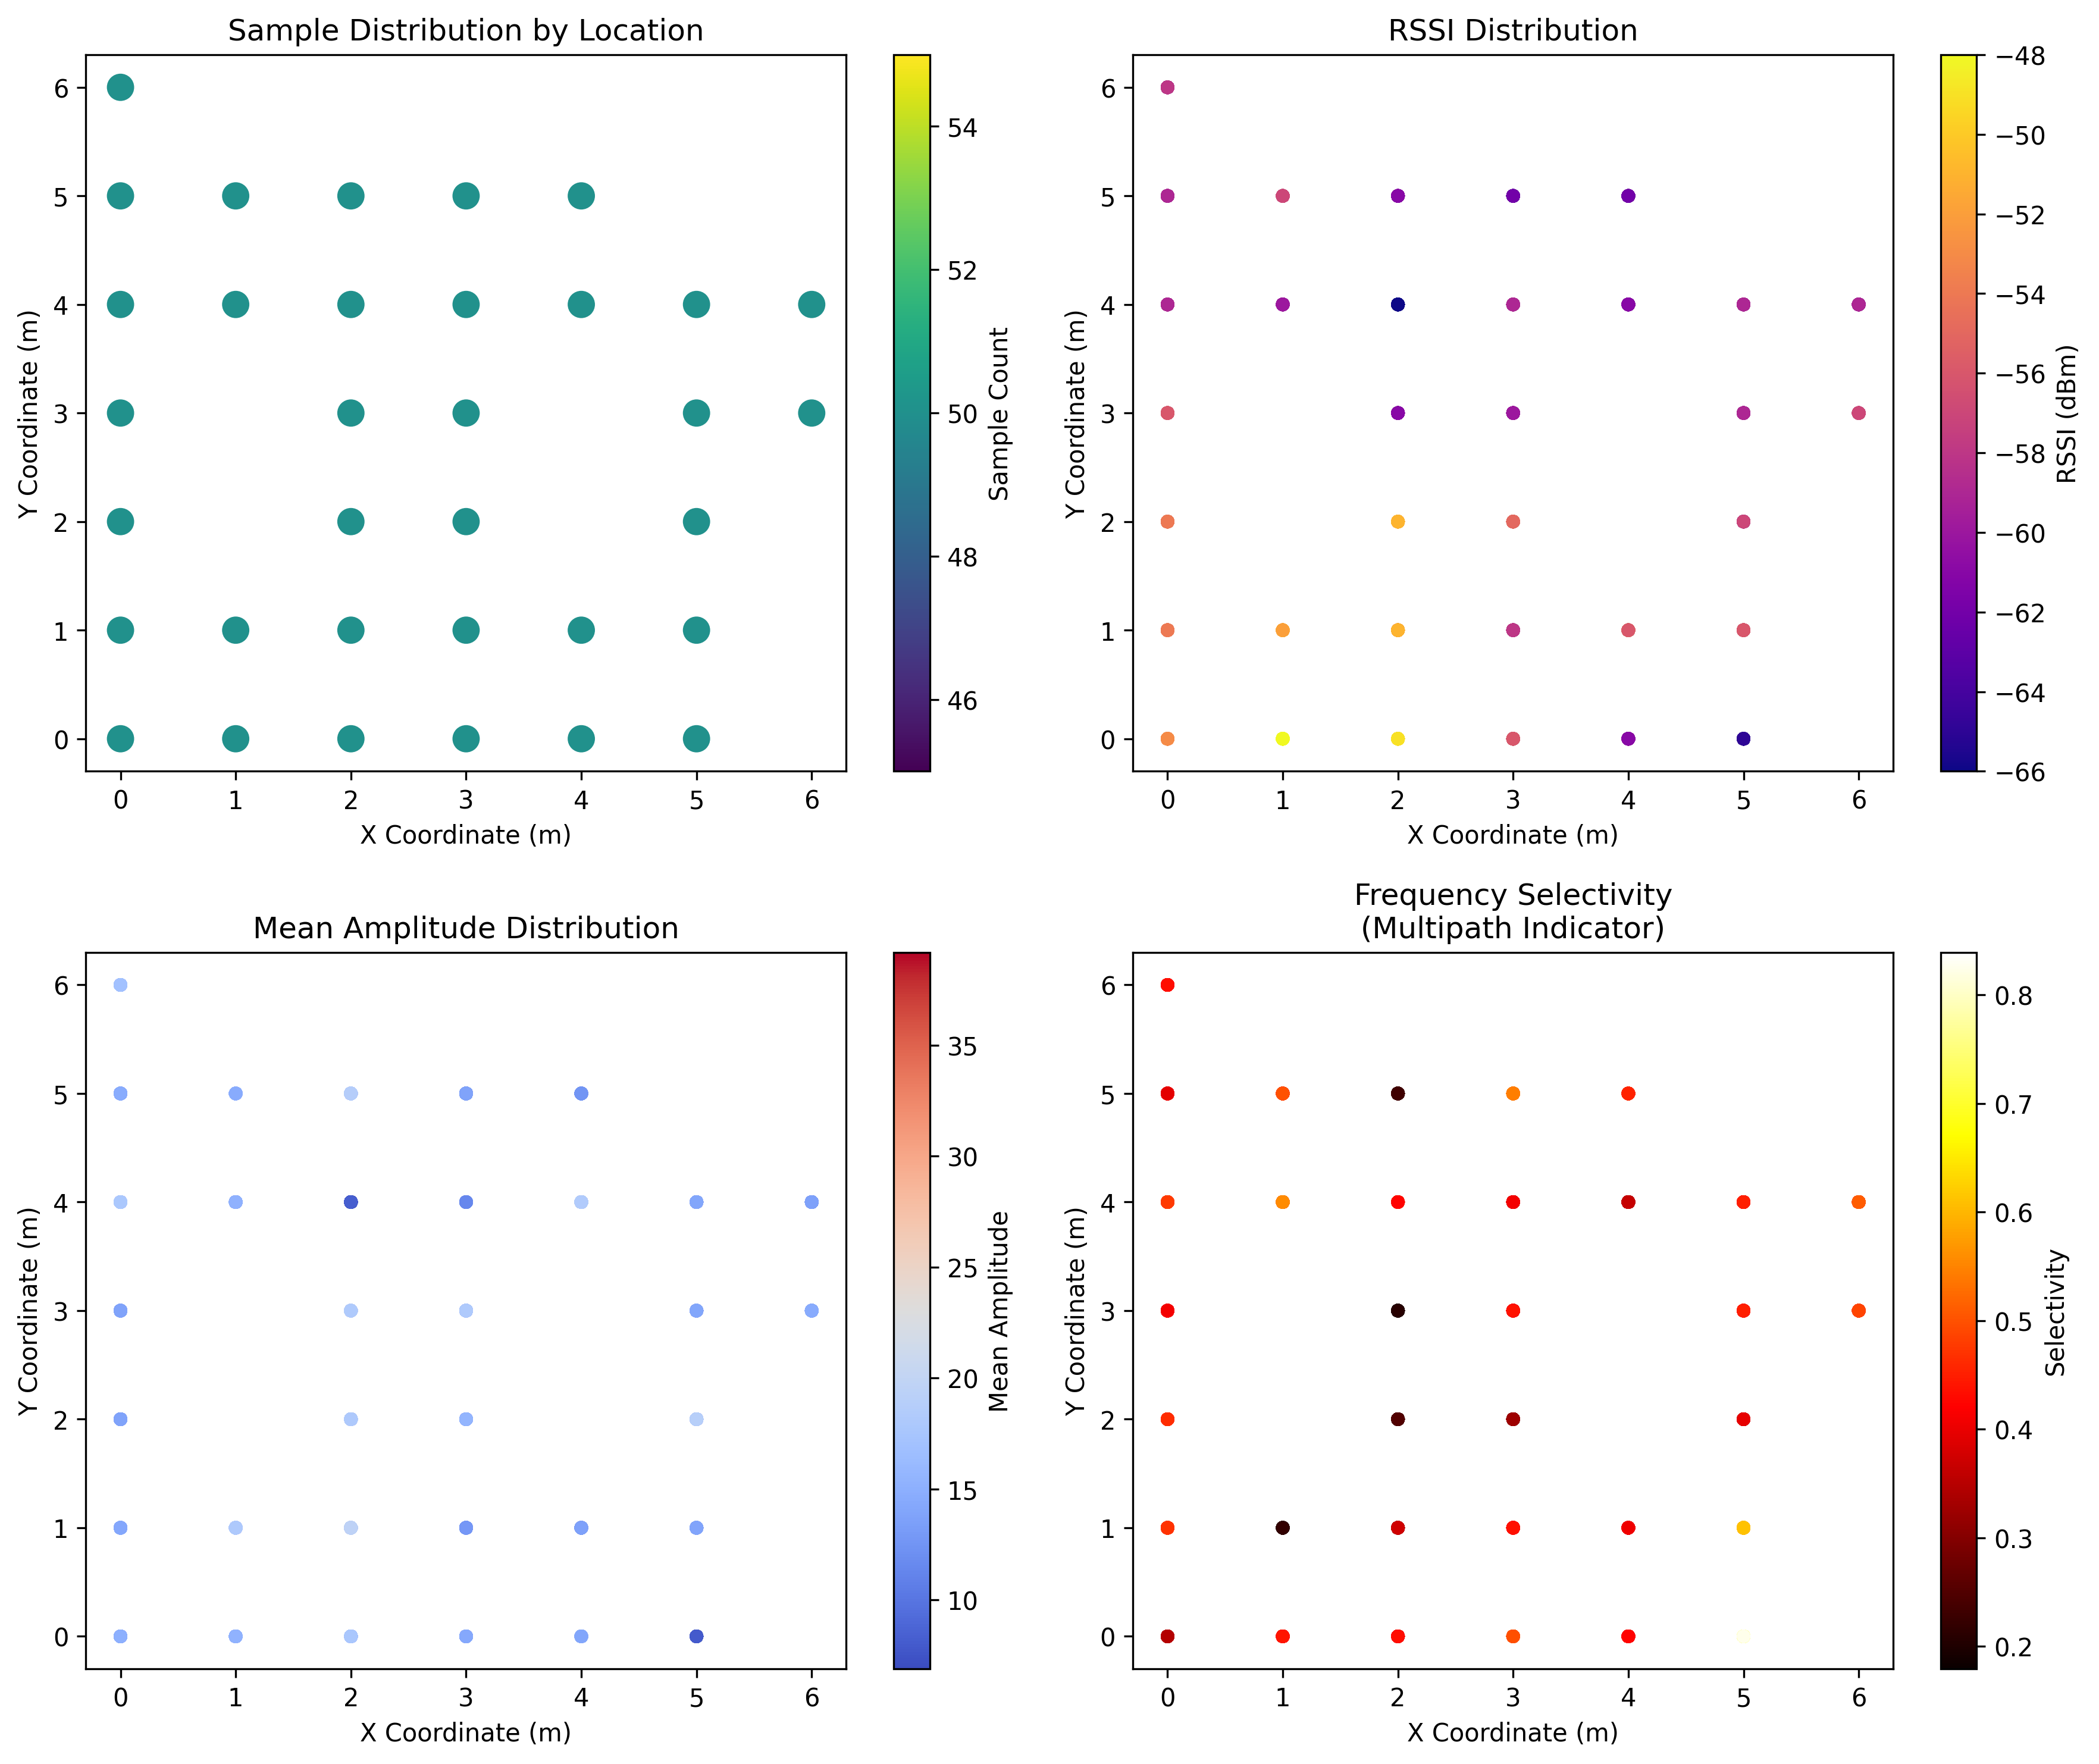 Sample Distribution by Location
6
5
4
3
2
1
0
0 1 2 3 4 5 6
X Coordinate (m)
Y Coordinate (m)
54
52
50
48
46
Sample Count
RSSI Distribution
6
5
4
3
2
1
0
0 1 2 3 4 5 6
X Coordinate (m)
Y Coordinate (m)
−48
−50
−52
−54
−56
−58
−60
−62
−64
−66
RSSI (dBm)
Mean Amplitude Distribution
6
5
4
3
2
1
0
0 1 2 3 4 5 6
X Coordinate (m)
Y Coordinate (m)
35
30
25
20
15
10
Mean Amplitude
Frequency Selectivity
(Multipath Indicator)
6
5
4
3
2
1
0
0 1 2 3 4 5 6
X Coordinate (m)
Y Coordinate (m)
0.8
0.7
0.6
0.5
0.4
0.3
0.2
Selectivity